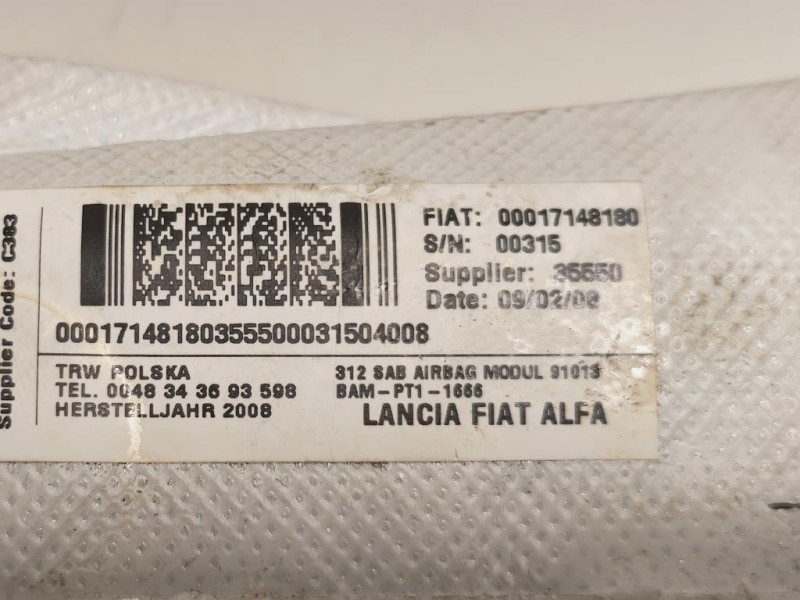 Supplier Code: C383
FIAT: 00017148180
S/N: 00315
Supplier: 35550
Date: 09/02/08
000171481803555000031504008
TRW POLSKA
TEL. 0048 34 36 93 598
HERSTELLJAHR 2008
312 SAB AIRBAG MODUL 91013
BAM-PT1-1666
LANCIA FIAT ALFA